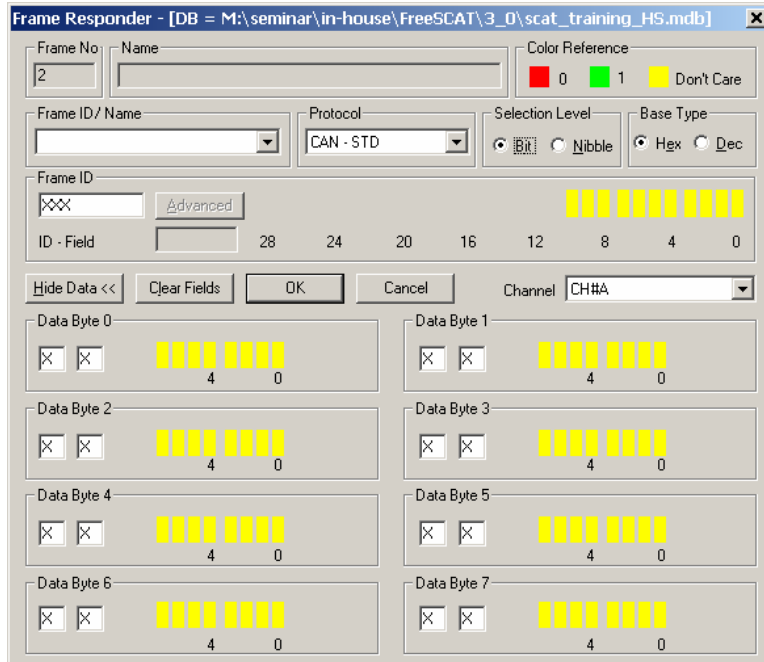 Frame Responder - [DB = M:\seminar\in-house\FreeSCAT\3_0\scat_training_HS.mdb]
Frame No Name Color Reference
2 0 1 Don't Care
Frame ID / Name Protocol Selection Level Base Type
CAN - STD Bit Nibble Hex Dec
Frame ID
XXX Advanced
ID - Field 28 24 20 16 12 8 4 0
Hide Data << Clear Fields OK Cancel Channel CH#A
Data Byte 0 Data Byte 1
X X X X
4 0 4 0
Data Byte 2 Data Byte 3
X X X X
4 0 4 0
Data Byte 4 Data Byte 5
X X X X
4 0 4 0
Data Byte 6 Data Byte 7
X X X X
4 0 4 0